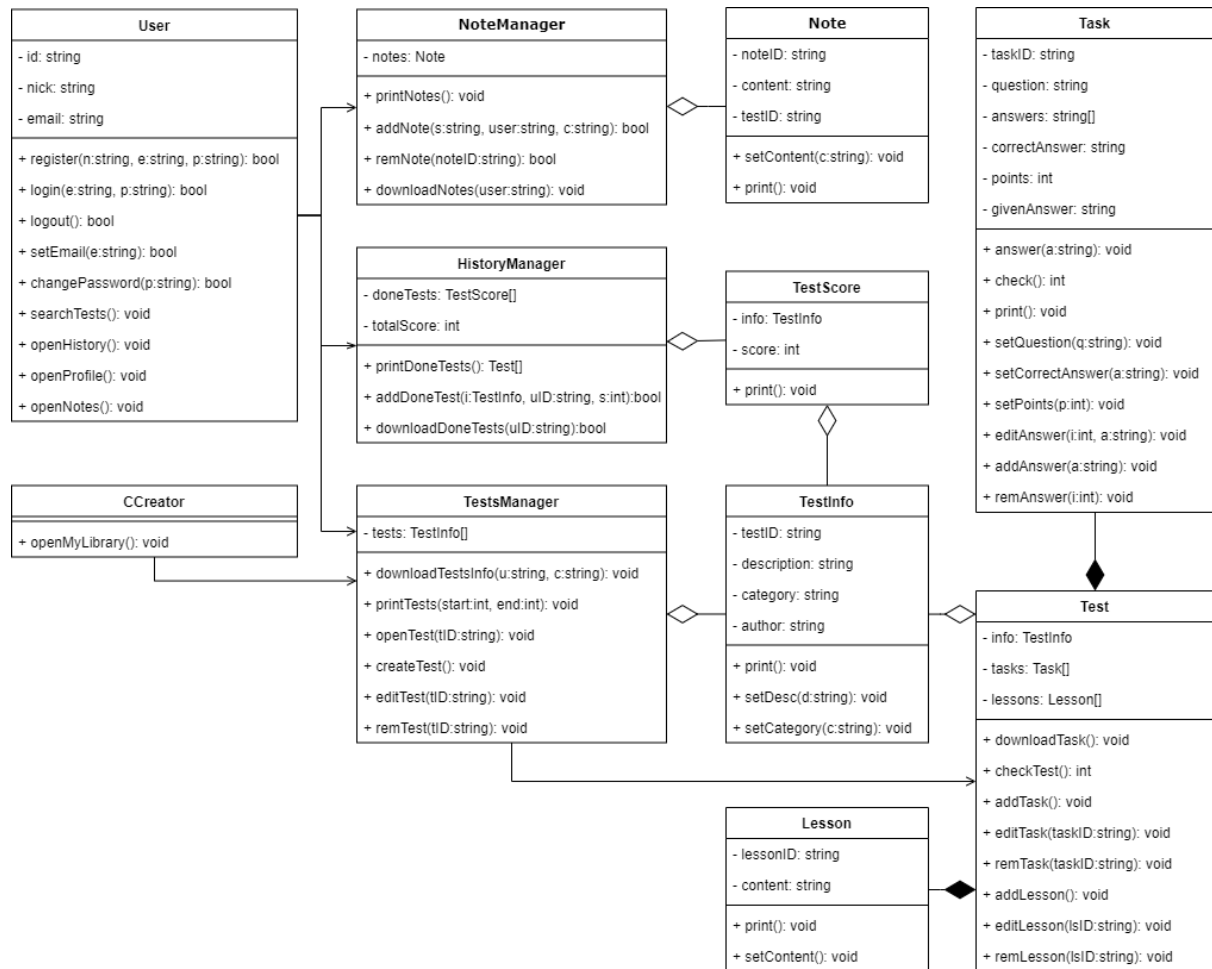 User
- id: string
- nick: string
- email: string
+ register(n:string, e:string, p:string): bool
+ login(e:string, p:string): bool
+ logout(): bool
+ setEmail(e:string): bool
+ changePassword(p:string): bool
+ searchTests(): void
+ openHistory(): void
+ openProfile(): void
+ openNotes(): void
NoteManager
- notes: Note
+ printNotes(): void
+ addNote(s:string, user:string, c:string): bool
+ remNote(noteID:string): bool
+ downloadNotes(user:string): void
Note
- noteID: string
- content: string
- testID: string
+ setContent(c:string): void
+ print(): void
Task
- taskID: string
- question: string
- answers: string[]
- correctAnswer: string
- points: int
- givenAnswer: string
+ answer(a:string): void
+ check(): int
+ print(): void
+ setQuestion(q:string): void
+ setCorrectAnswer(a:string): void
+ setPoints(p:int): void
+ editAnswer(i:int, a:string): void
+ addAnswer(a:string): void
+ remAnswer(i:int): void
HistoryManager
- doneTests: TestScore[]
- totalScore: int
+ printDoneTests(): Test[]
+ addDoneTest(i:TestInfo, uID:string, s:int):bool
+ downloadDoneTests(uID:string):bool
TestScore
- info: TestInfo
- score: int
+ print(): void
CCreator
+ openMyLibrary(): void
TestsManager
- tests: TestInfo[]
+ downloadTestsInfo(u:string, c:string): void
+ printTests(start:int, end:int): void
+ openTest(tID:string): void
+ createTest(): void
+ editTest(tID:string): void
+ remTest(tID:string): void
TestInfo
- testID: string
- description: string
- category: string
- author: string
+ print(): void
+ setDesc(d:string): void
+ setCategory(c:string): void
Test
- info: TestInfo
- tasks: Task[]
- lessons: Lesson[]
+ downloadTask(): void
+ checkTest(): int
+ addTask(): void
+ editTask(taskID:string): void
+ remTask(taskID:string): void
+ addLesson(): void
+ editLesson(lsID:string): void
+ remLesson(lsID:string): void
Lesson
- lessonID: string
- content: string
+ print(): void
+ setContent(): void